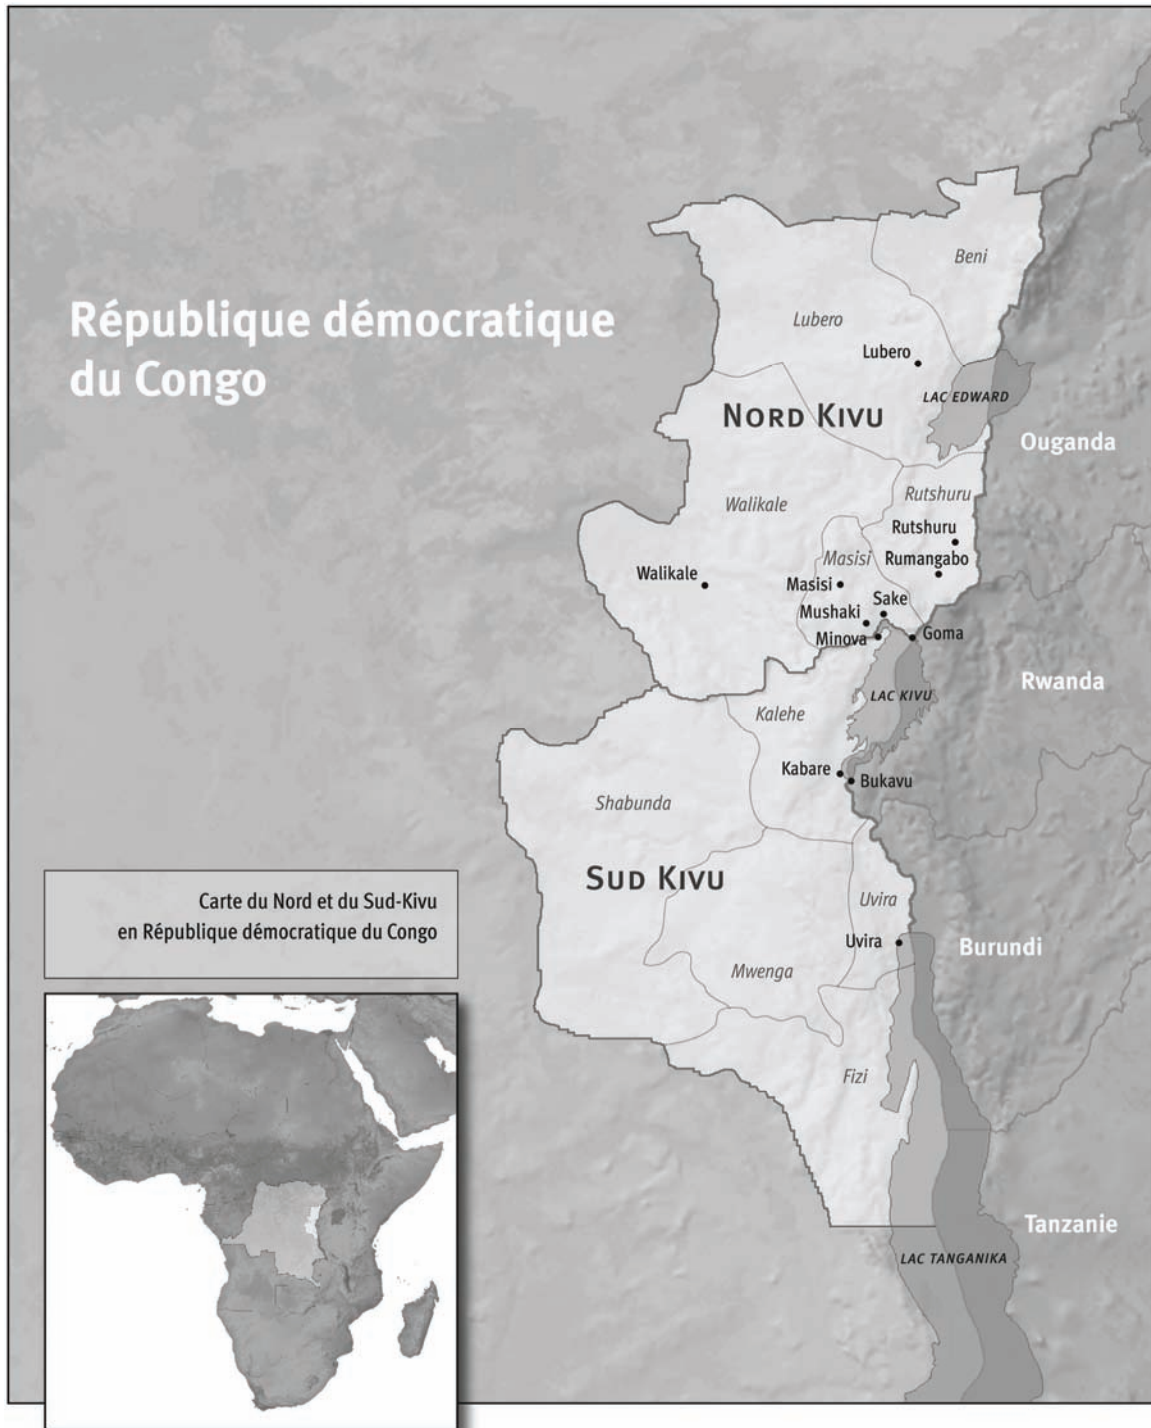 République démocratique
du Congo
Beni
Lubero
Lubero
LAC EDWARD
NORD KIVU
Ouganda
Rutshuru
Walikale
Rutshuru
Masisi
Rumangabo
Walikale
Masisi
Sake
Mushaki
Minova
Goma
Rwanda
LAC KIVU
Kalehe
Kabare
Bukavu
Shabunda
SUD KIVU
Uvira
Carte du Nord et du Sud-Kivu
en République démocratique du Congo
Uvira
Burundi
Mwenga
Fizi
Tanzanie
LAC TANGANIKA